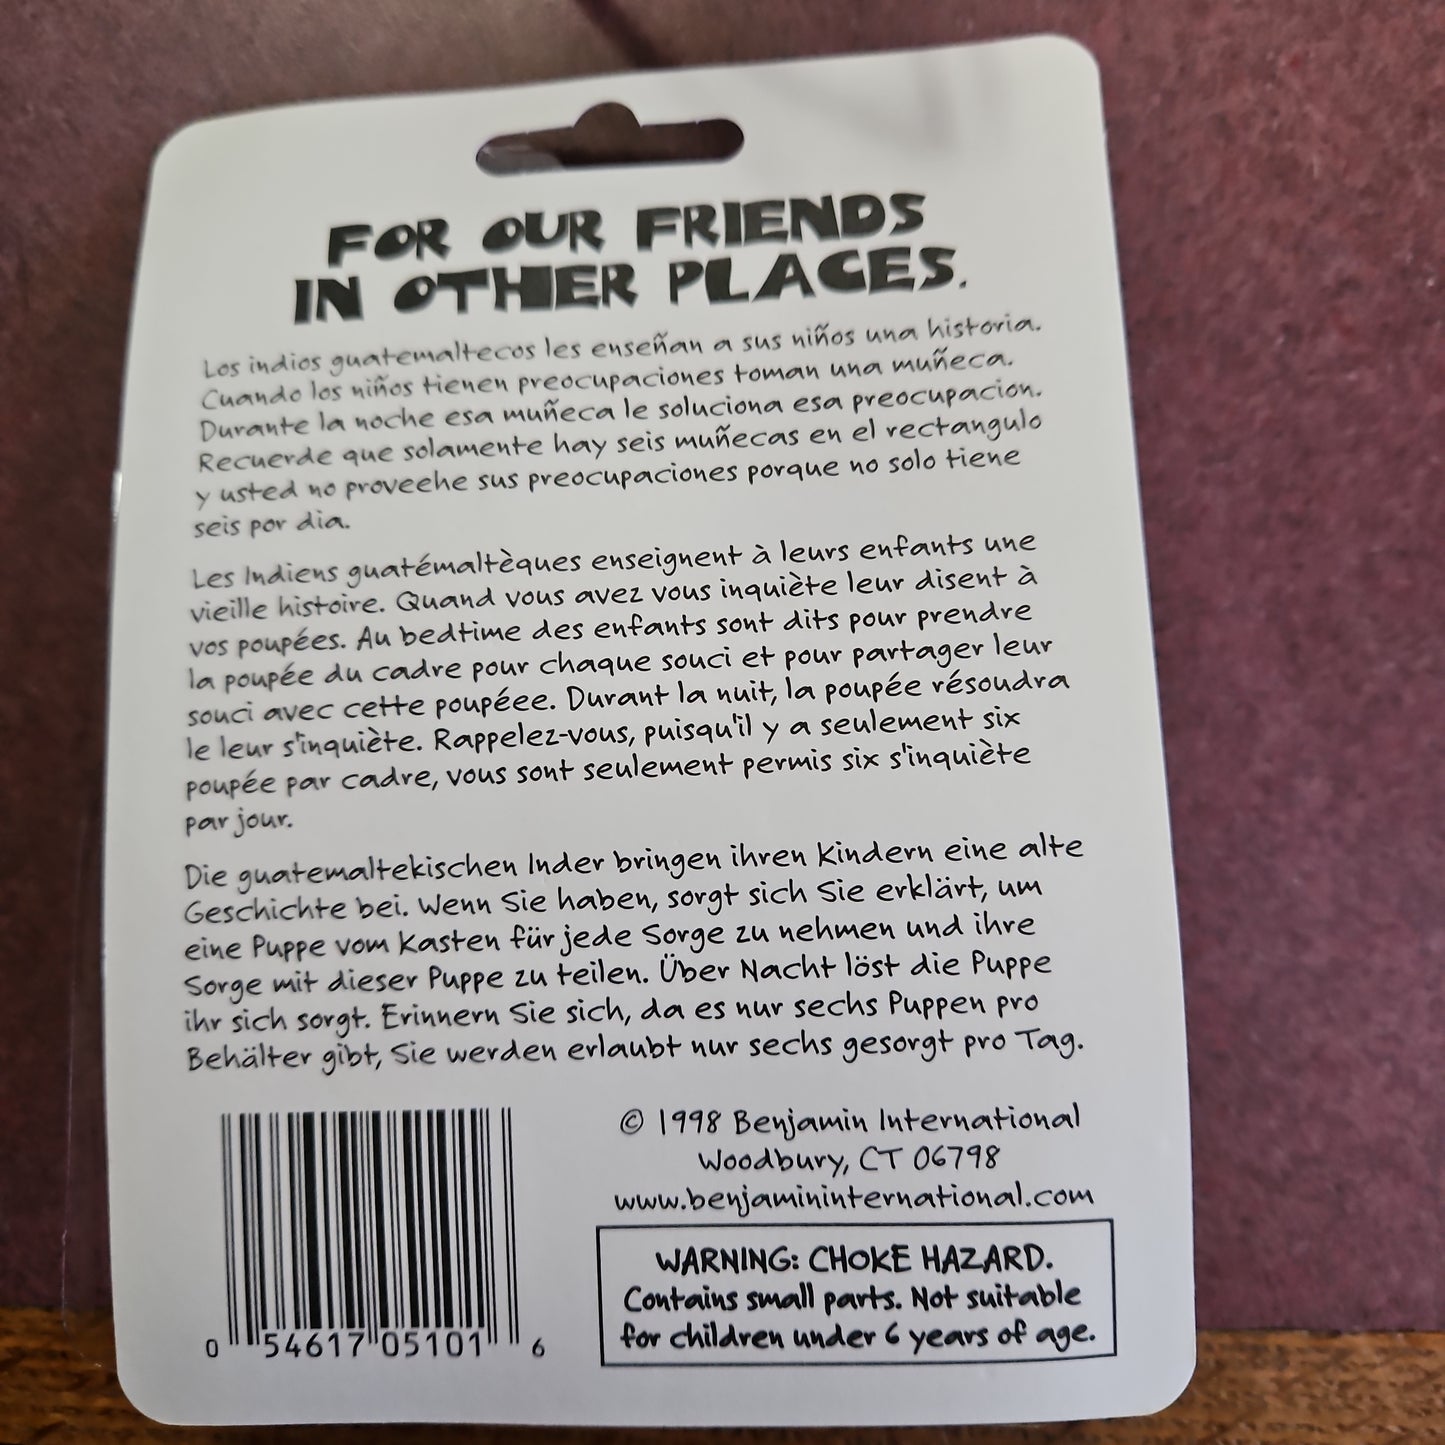 FOR OUR FRIENDS
IN OTHER PLACES.
Los indios guatemaltecos les enseñan a sus niños una historia.
Cuando los niños tienen preocupaciones toman una muñeca.
Durante la noche esa muñeca le soluciona esa preocupacion.
Recuerde que solamente hay seis muñecas en el rectangulo
y usted no proveehe sus preocupaciones porque no solo tiene
seis por dia.
Les Indiens guatémaltèques enseignent à leurs enfants une
vieille histoire. Quand vous avez vous inquiète leur disent à
vos poupées. Au bedtime des enfants sont dits pour prendre
la poupée du cadre pour chaque souci et pour partager leur
souci avec cette poupéee. Durant la nuit, la poupée résoudra
le leur s'inquiète. Rappelez-vous, puisqu'il y a seulement six
poupée par cadre, vous sont seulement permis six s'inquiète
par jour.
Die guatemaltekischen Inder bringen ihren Kindern eine alte
Geschichte bei. Wenn Sie haben, sorgt sich Sie erklärt, um
eine Puppe vom Kasten für jede Sorge zu nehmen und ihre
Sorge mit dieser Puppe zu teilen. Über Nacht löst die Puppe
ihr sich sorgt. Erinnern Sie sich, da es nur sechs Puppen pro
Behälter gibt, Sie werden erlaubt nur sechs gesorgt pro Tag.
© 1998 Benjamin International
Woodbury, CT 06798
www.benjamininternational.com
WARNING: CHOKE HAZARD.
Contains small parts. Not suitable
for children under 6 years of age.
0 54617 05101 6